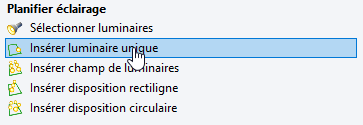 Planifier éclairage
Sélectionner luminaires
Insérer luminaire unique
Insérer champ de luminaires
Insérer disposition rectiligne
Insérer disposition circulaire